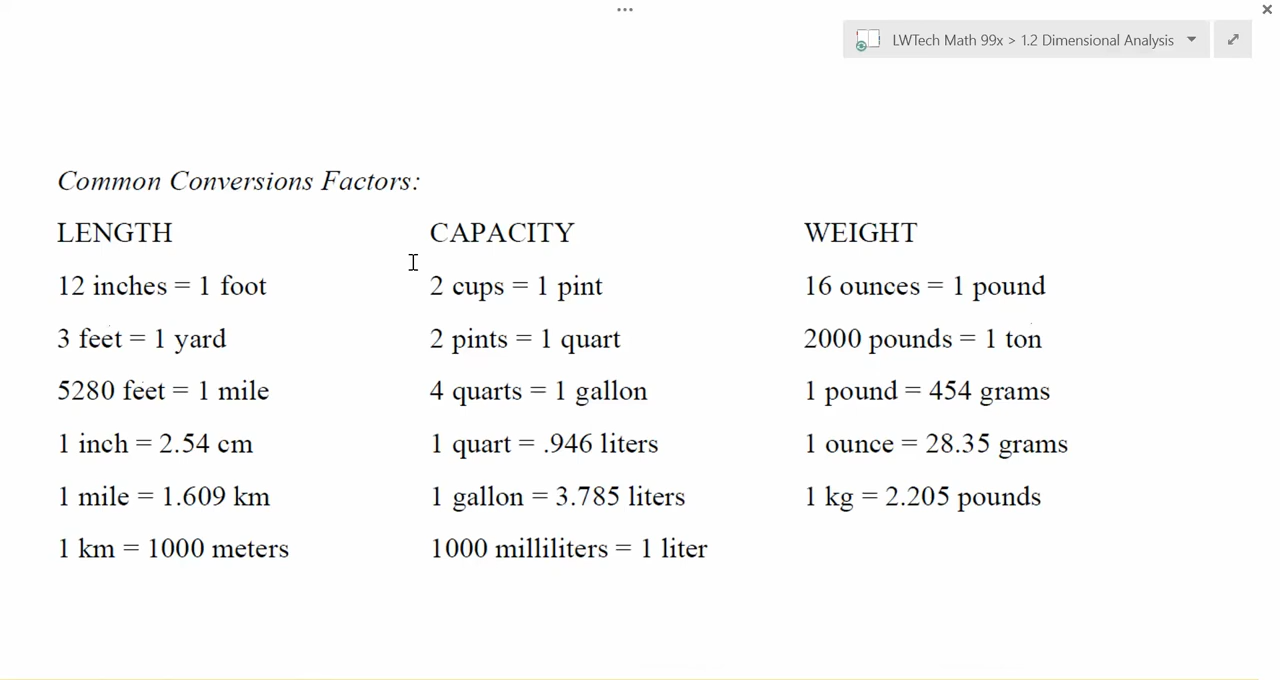 LWTech Math 99x > 1.2 Dimensional Analysis
Common Conversions Factors:
LENGTH
12 inches = 1 foot
3 feet = 1 yard
5280 feet = 1 mile
1 inch = 2.54 cm
1 mile = 1.609 km
1 km = 1000 meters
CAPACITY
2 cups = 1 pint
2 pints = 1 quart
4 quarts = 1 gallon
1 quart = .946 liters
1 gallon = 3.785 liters
1000 milliliters = 1 liter
WEIGHT
16 ounces = 1 pound
2000 pounds = 1 ton
1 pound = 454 grams
1 ounce = 28.35 grams
1 kg = 2.205 pounds